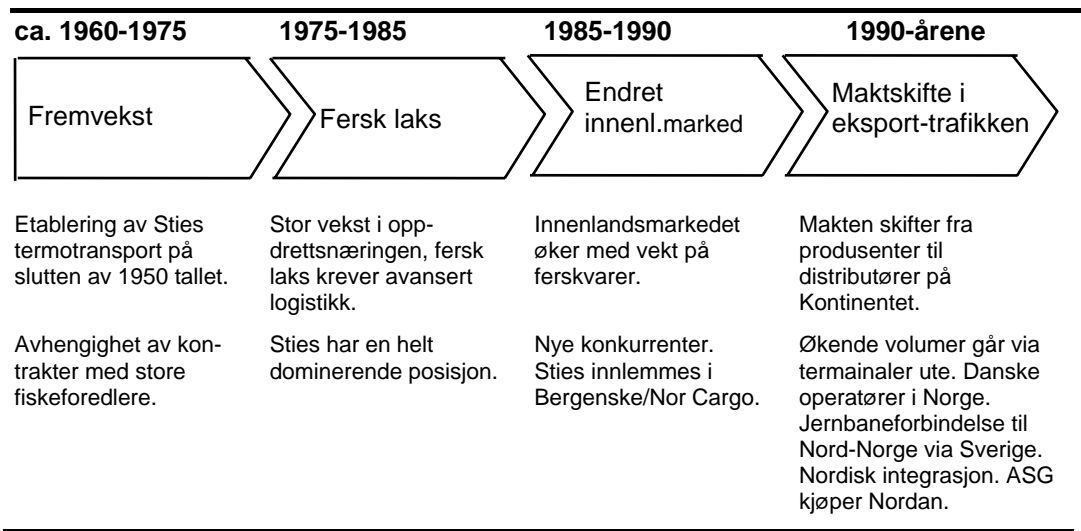 ca. 1960-1975
1975-1985
1985-1990
1990-årene
Fremvekst
Fersk laks
Endret
innenl.marked
Maktskifte i
eksport-trafikken
Etablering av Sties
termotransport på
slutten av 1950 tallet.
Avhengighet av kon-
trakter med store
fiskeforedlere.
Stor vekst i opp-
drettsnæringen, fersk
laks krever avansert
logistikk.
Sties har en helt
dominerende posisjon.
Innenlandsmarkedet
øker med vekt på
ferskvarer.
Nye konkurrenter.
Sties innlemmes i
Bergenske/Nor Cargo.
Makten skifter fra
produsenter til
distributører på
Kontinentet.
Økende volumer går via
termainaler ute. Danske
operatører i Norge.
Jernbaneforbindelse til
Nord-Norge via Sverige.
Nordisk integrasjon. ASG
kjøper Nordan.